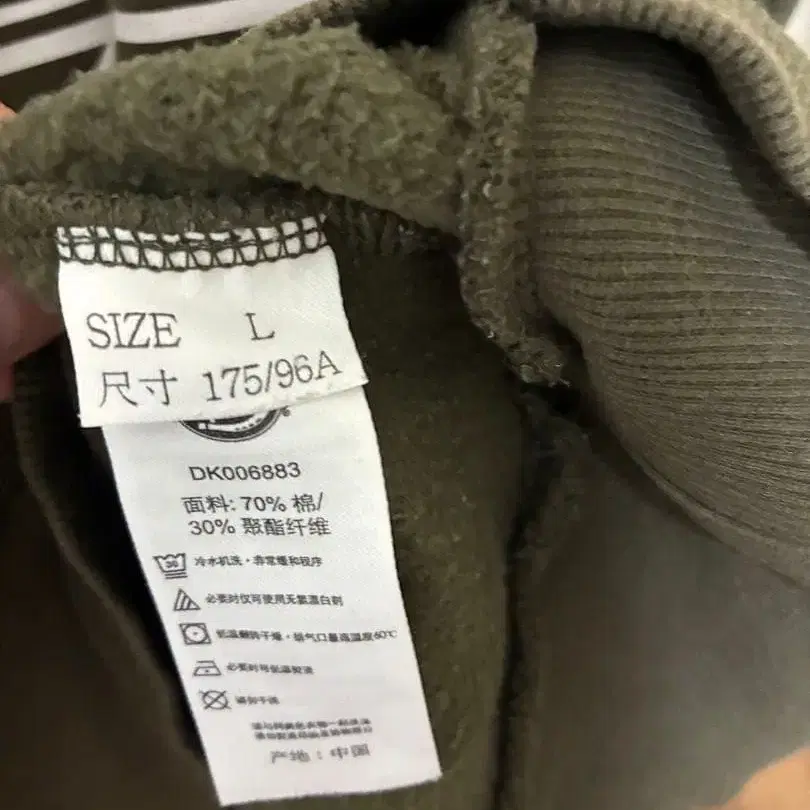 SIZE L
尺寸 175/96A
DK006883
面料: 70% 棉/
30% 聚酯纤维
30
冷水机洗·非常缓和程序
必要时仅可使用无氯漂白剂
低温翻转干燥·排气口最高温度60℃
必要时可低温熨烫
请勿干洗
产地: 中国